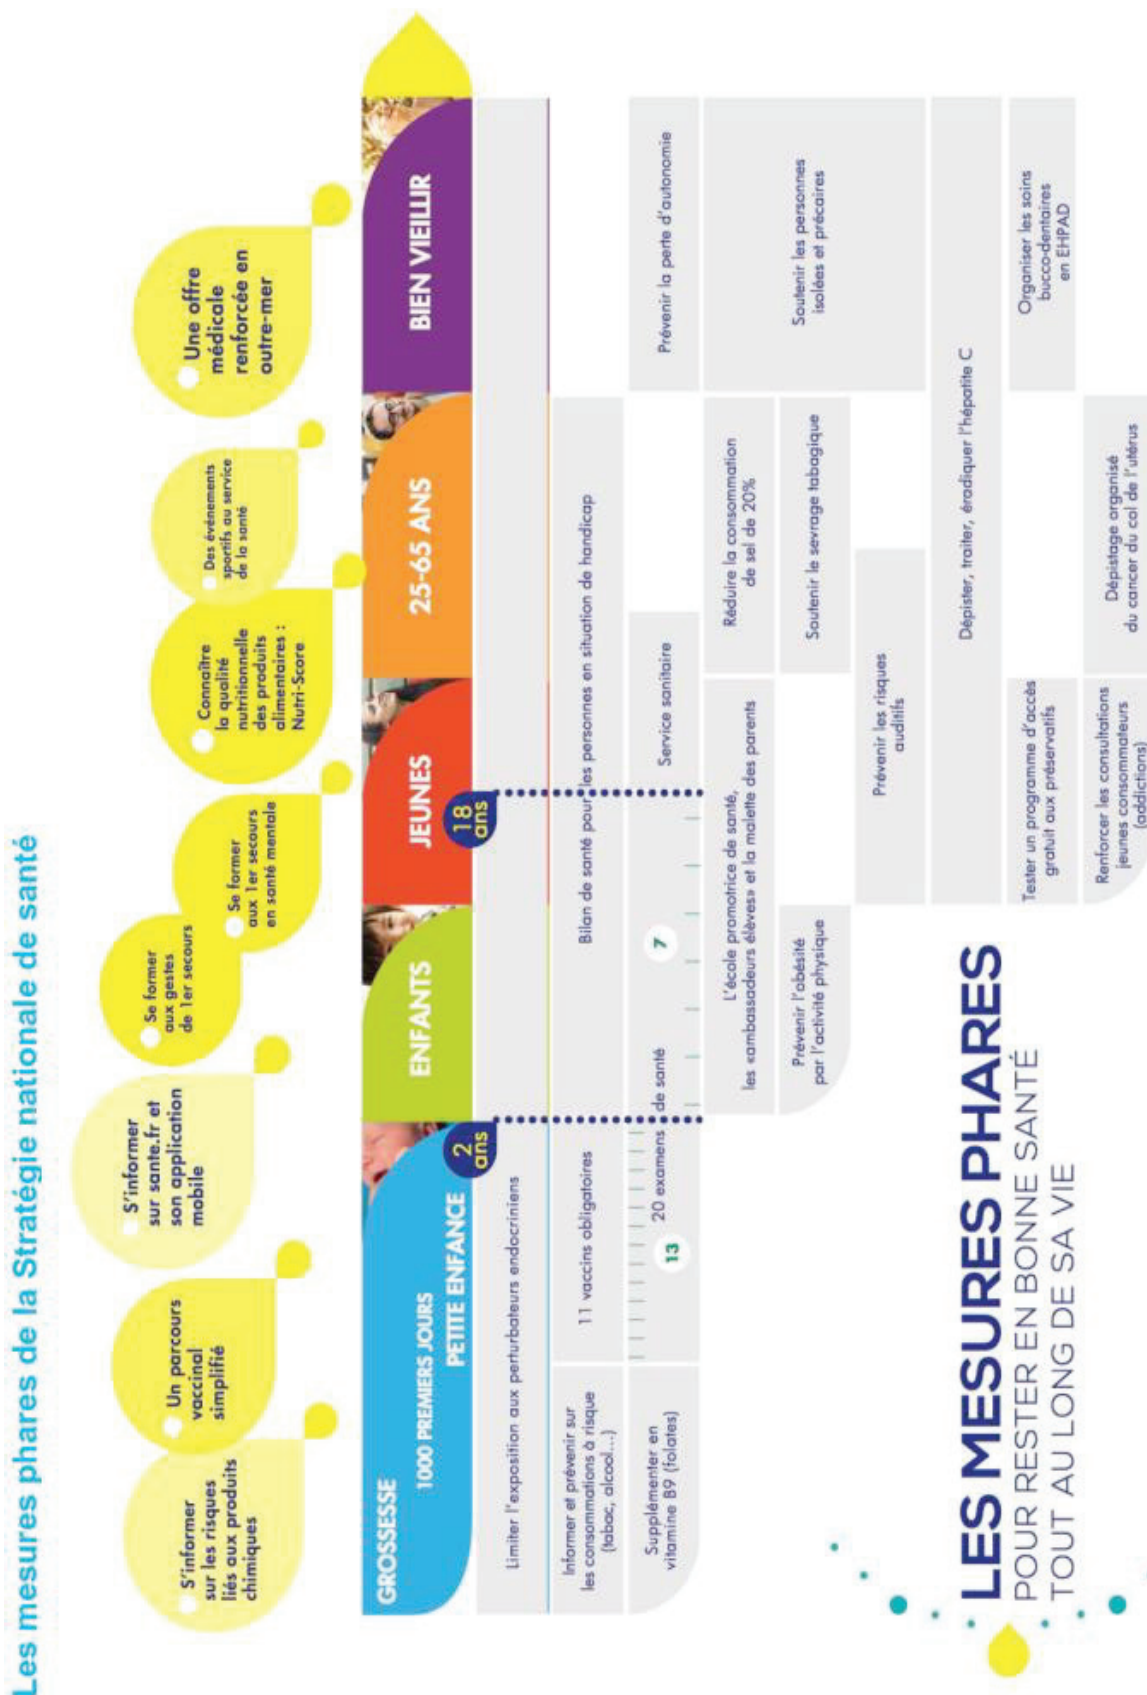 Les mesures phares de la Stratégie nationale de santé
S'informer
sur les risques
liés aux produits
chimiques
Un parcours
vaccinal
simplifié
S'informer
sur sante.fr et
son application
mobile
Se former
aux gestes
de 1er secours
Se former
aux 1er secours
en santé mentale
Connaître
la qualité
nutritionnelle
des produits
alimentaires :
Nutri-Score
Des événements
sportifs au service
de la santé
Une offre
médicale
renforcée en
outre-mer
GROSSESSE
1000 PREMIERS JOURS
PETITE ENFANCE
2
ans
ENFANTS
JEUNES
18
ans
25-65 ANS
BIEN VIEILLIR
Limiter l'exposition aux perturbateurs endocriniens
Informer et prévenir sur
les consommations à risque
(tabac, alcool...)
11 vaccins obligatoires
Bilan de santé pour les personnes en situation de handicap
Supplémenter en
vitamine B9 (folates)
13
20 examens de santé
7
Service sanitaire
Prévenir la perte d'autonomie
L'école promotrice de santé,
les «ambassadeurs élèves» et la malette des parents
Réduire la consommation
de sel de 20%
Soutenir les personnes
isolées et précaires
Prévenir l'obésité
par l'activité physique
Soutenir le sevrage tabagique
Prévenir les risques
auditifs
Dépister, traiter, éradiquer l'hépatite C
Tester un programme d'accès
gratuit aux préservatifs
Organiser les soins
bucco-dentaires
en EHPAD
Renforcer les consultations
jeunes consommateurs
(addictions)
Dépistage organisé
du cancer du col de l'utérus
LES MESURES PHARES
POUR RESTER EN BONNE SANTÉ
TOUT AU LONG DE SA VIE